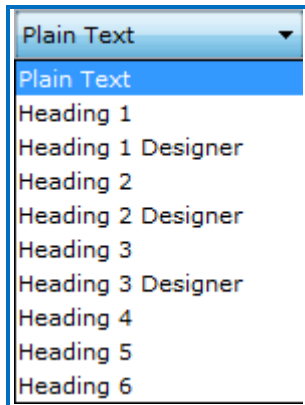 Plain Text
Plain Text
Heading 1
Heading 1 Designer
Heading 2
Heading 2 Designer
Heading 3
Heading 3 Designer
Heading 4
Heading 5
Heading 6